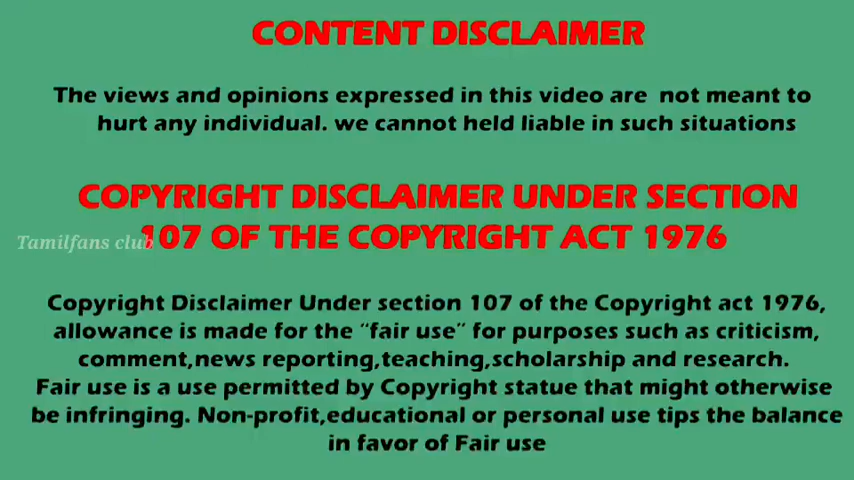 CONTENT DISCLAIMER
The views and opinions expressed in this video are not meant to
hurt any individual. we cannot held liable in such situations
COPYRIGHT DISCLAIMER UNDER SECTION
107 OF THE COPYRIGHT ACT 1976
Tamilfans club
Copyright Disclaimer Under section 107 of the Copyright act 1976,
allowance is made for the "fair use" for purposes such as criticism,
comment,news reporting,teaching,scholarship and research.
Fair use is a use permitted by Copyright statue that might otherwise
be infringing. Non-profit,educational or personal use tips the balance
in favor of Fair use